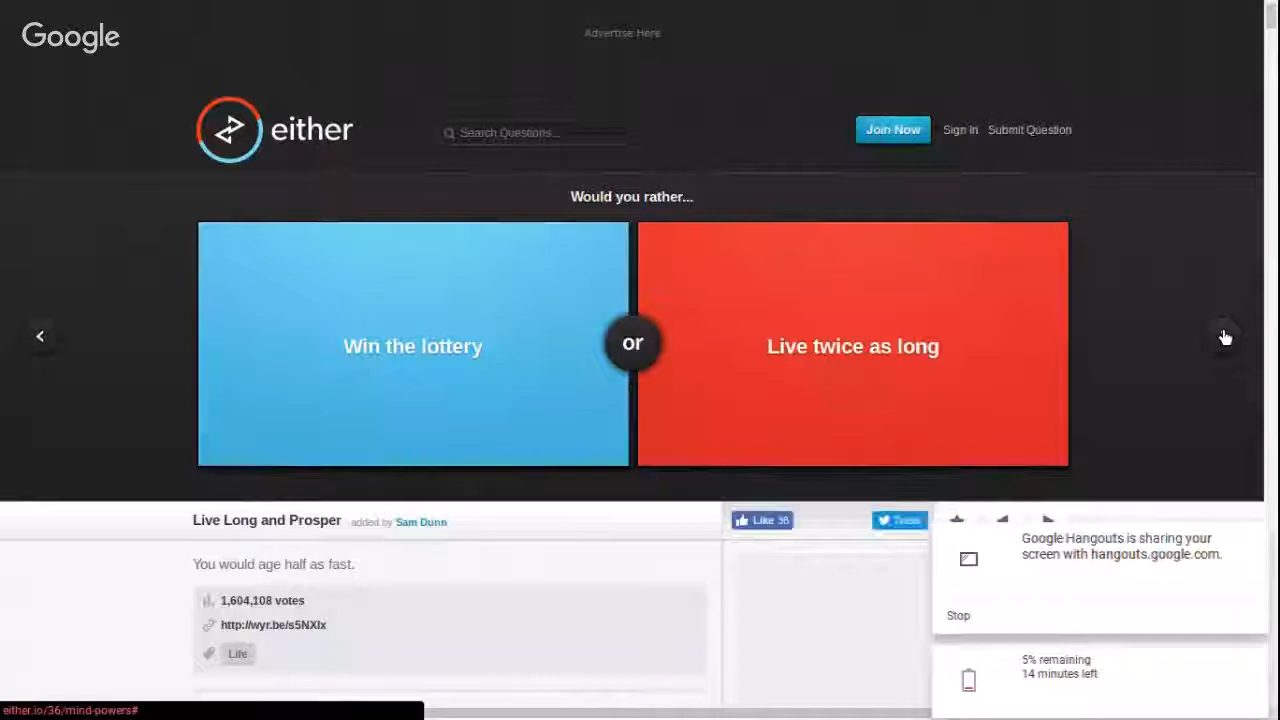 Google
Advertise Here
either
Search Questions...
Join Now
Sign In
Submit Question
Would you rather...
Win the lottery
or
Live twice as long
Live Long and Prosper added by Sam Dunn
Like 36
Tweet
You would age half as fast.
1,604,108 votes
http://wyr.be/s5NXIx
Life
Google Hangouts is sharing your
screen with hangouts.google.com.
Stop
5% remaining
14 minutes left
either.io/36/mind-powers#